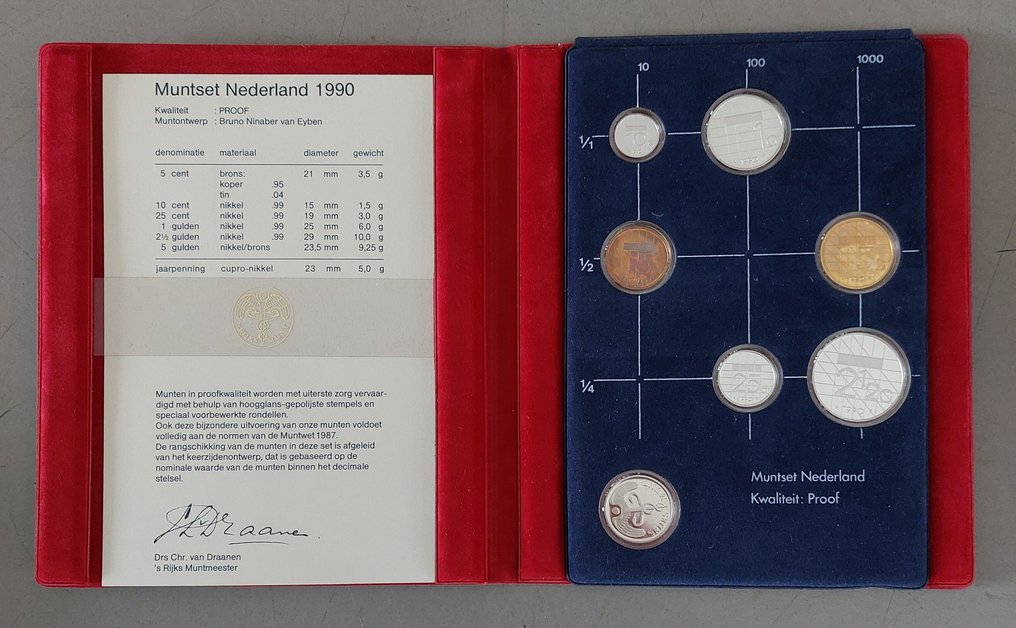 Muntset Nederland 1990
Kwaliteit : PROOF
Muntontwerp : Bruno Ninaber van Eyben
denominatie materiaal diameter gewicht
5 cent brons: 21 mm 3,5 g
koper .95
tin .04
10 cent nikkel .99 15 mm 1,5 g
25 cent nikkel .99 19 mm 3,0 g
1 gulden nikkel .99 25 mm 6,0 g
2½ gulden nikkel .99 29 mm 10,0 g
5 gulden nikkel/brons 23,5 mm 9,25 g
jaarpenning cupro-nikkel 23 mm 5,0 g
Munten in proofkwaliteit worden met uiterste zorg vervaar-
digd met behulp van hoogglans-gepolijste stempels en
speciaal voorbewerkte rondellen.
Ook deze bijzondere uitvoering van onze munten voldoet
volledig aan de normen van de Muntwet 1987.
De rangschikking van de munten in deze set is afgeleid
van het keerzijdenontwerp, dat is gebaseerd op de
nominale waarde van de munten binnen het decimale
stelsel.
Drs Chr. van Draanen
's Rijks Muntmeester
10 100 1000
1/1
10
1G
1/2
1/4
25
1990
2 1/2G
1990
Muntset Nederland
Kwaliteit: Proof